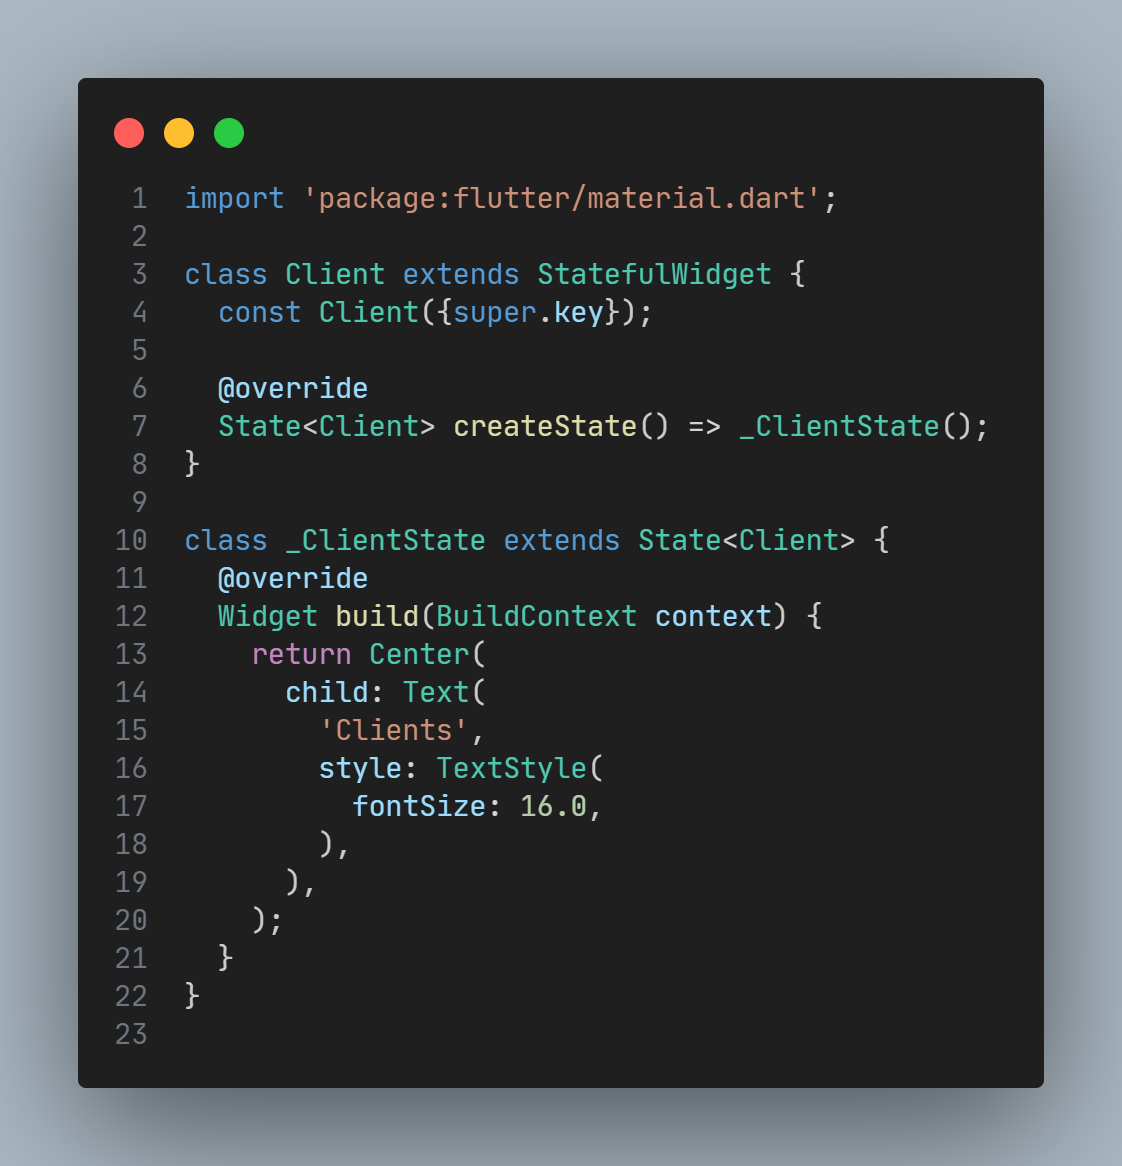 1 import 'package:flutter/material.dart';
2
3 class Client extends StatefulWidget {
4   const Client({super.key});
5
6   @override
7   State<Client> createState() => _ClientState();
8 }
9
10 class _ClientState extends State<Client> {
11   @override
12   Widget build(BuildContext context) {
13     return Center(
14       child: Text(
15         'Clients',
16         style: TextStyle(
17           fontSize: 16.0,
18         ),
19       ),
20     );
21   }
22 }
23